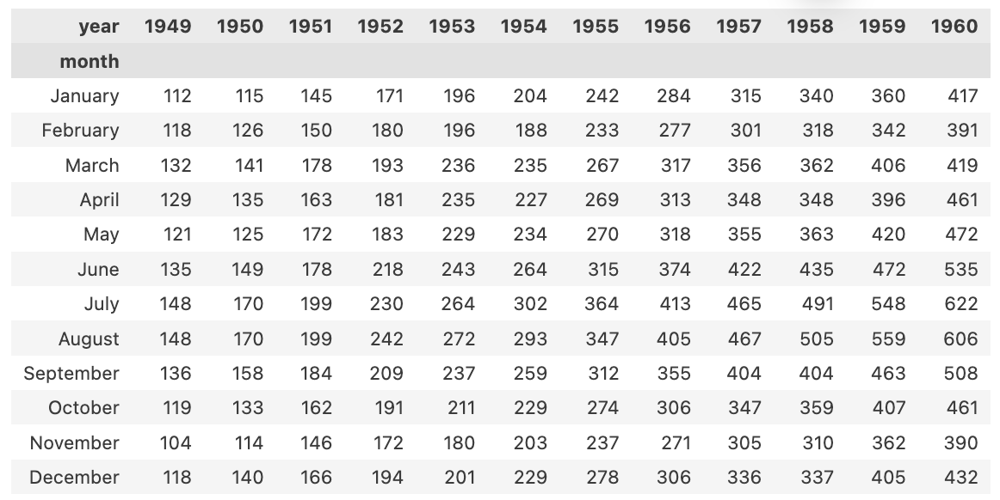 year 1949 1950 1951 1952 1953 1954 1955 1956 1957 1958 1959 1960
month
January 112 115 145 171 196 204 242 284 315 340 360 417
February 118 126 150 180 196 188 233 277 301 318 342 391
March 132 141 178 193 236 235 267 317 356 362 406 419
April 129 135 163 181 235 227 269 313 348 348 396 461
May 121 125 172 183 229 234 270 318 355 363 420 472
June 135 149 178 218 243 264 315 374 422 435 472 535
July 148 170 199 230 264 302 364 413 465 491 548 622
August 148 170 199 242 272 293 347 405 467 505 559 606
September 136 158 184 209 237 259 312 355 404 404 463 508
October 119 133 162 191 211 229 274 306 347 359 407 461
November 104 114 146 172 180 203 237 271 305 310 362 390
December 118 140 166 194 201 229 278 306 336 337 405 432